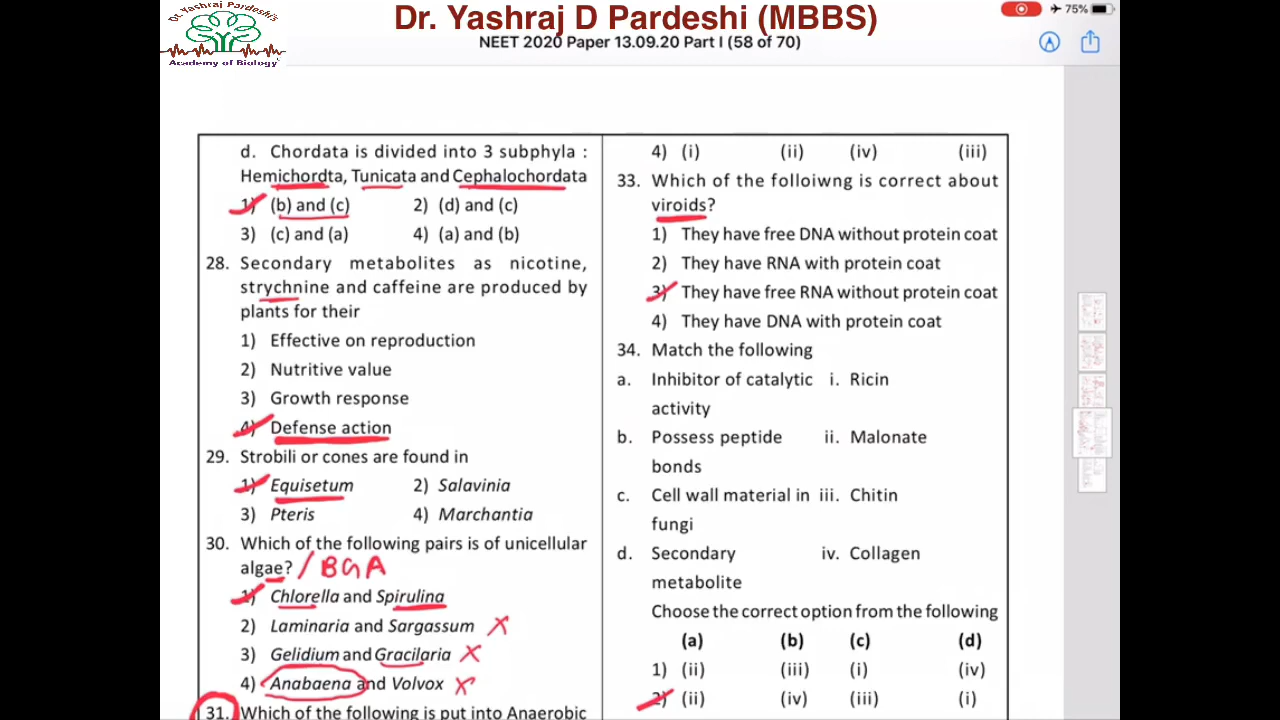 Dr. Yashraj Pardeshi's
Academy of Biology
Dr. Yashraj D Pardeshi (MBBS)
NEET 2020 Paper 13.09.20 Part I (58 of 70)
75%
d. Chordata is divided into 3 subphyla :
Hemichordta, Tunicata and Cephalochordata
1) (b) and (c) 2) (d) and (c)
3) (c) and (a) 4) (a) and (b)
28. Secondary metabolites as nicotine,
strychnine and caffeine are produced by
plants for their
1) Effective on reproduction
2) Nutritive value
3) Growth response
4) Defense action
29. Strobili or cones are found in
1) Equisetum 2) Salavinia
3) Pteris 4) Marchantia
30. Which of the following pairs is of unicellular
algae? / BGA
1) Chlorella and Spirulina
2) Laminaria and Sargassum
3) Gelidium and Gracilaria
4) Anabaena and Volvox
31. Which of the following is put into Anaerobic
4) (i) (ii) (iv) (iii)
33. Which of the folloiwng is correct about
viroids?
1) They have free DNA without protein coat
2) They have RNA with protein coat
3) They have free RNA without protein coat
4) They have DNA with protein coat
34. Match the following
a. Inhibitor of catalytic i. Ricin
activity
b. Possess peptide ii. Malonate
bonds
c. Cell wall material in iii. Chitin
fungi
d. Secondary iv. Collagen
metabolite
Choose the correct option from the following
(a) (b) (c) (d)
1) (ii) (iii) (i) (iv)
2) (ii) (iv) (iii) (i)